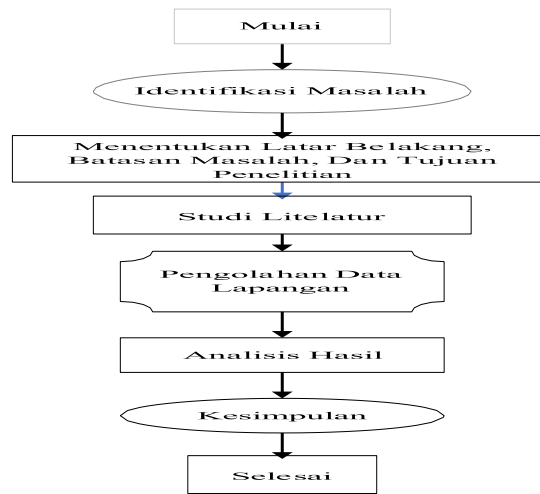 Mulai
Identifikasi Masalah
Menentukan Latar Belakang,
Batasan Masalah, Dan Tujuan
Penelitian
Studi Litelatur
Pengolahan Data
Lapangan
Analisis Hasil
Kesimpulan
Selesai